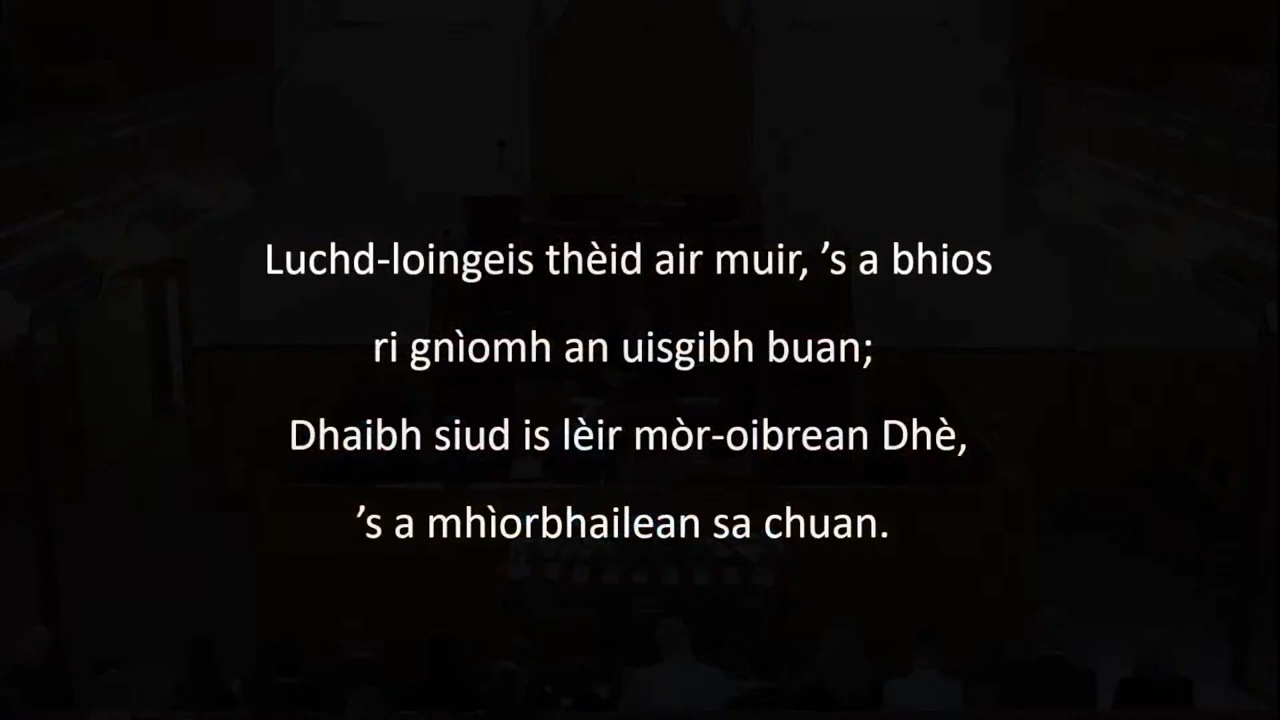 Luchd-loingeis thèid air muir, ’s a bhios
ri gnìomh an uisgibh buan;
Dhaibh siud is lèir mòr-oibrean Dhè,
’s a mhìorbhailean sa chuan.